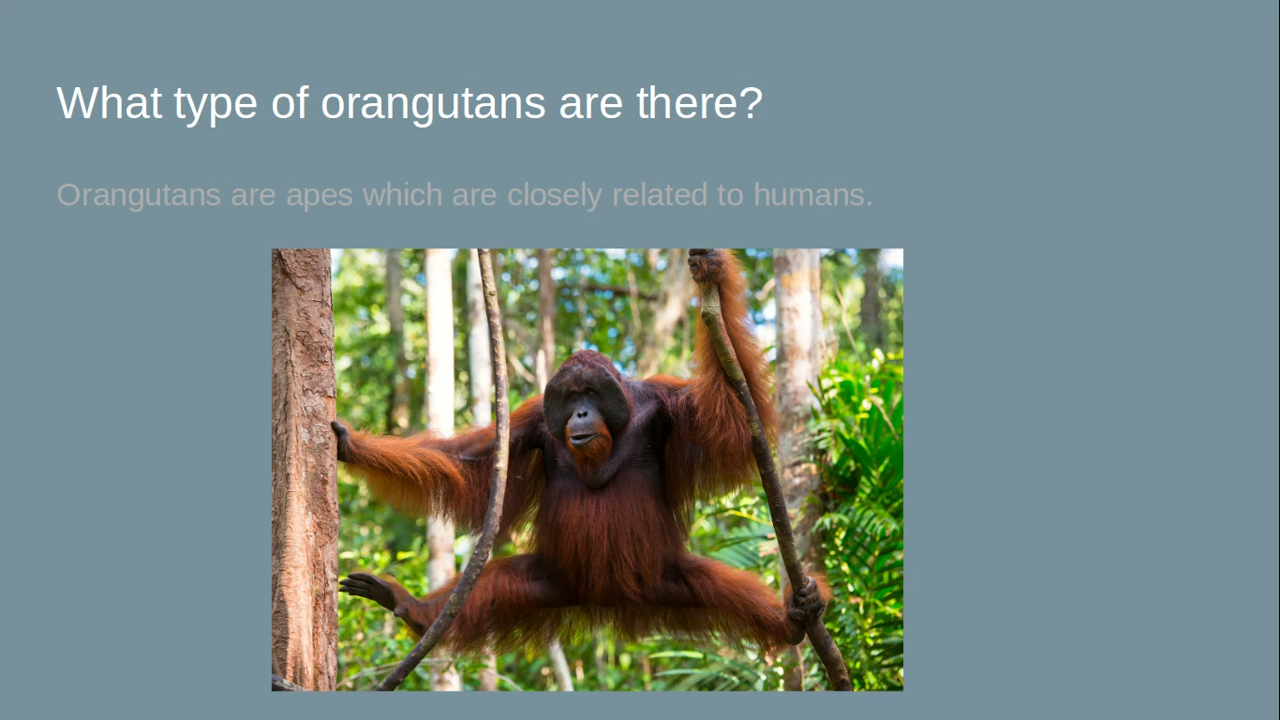 What type of orangutans are there?
Orangutans are apes which are closely related to humans.